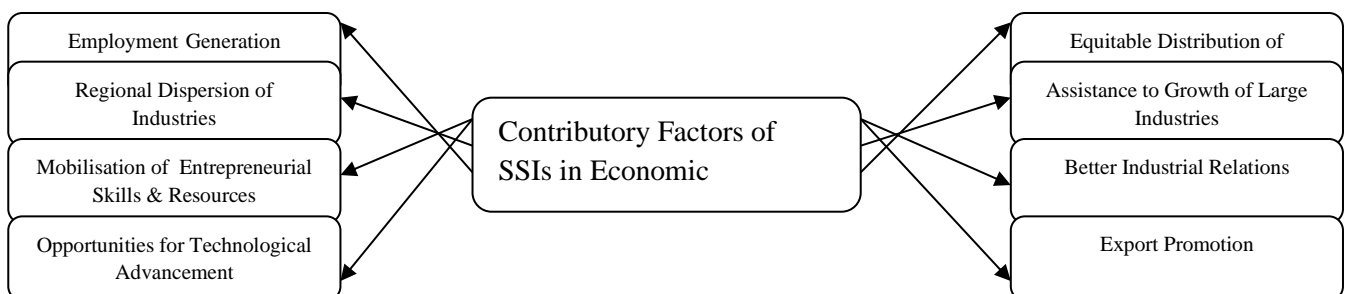 Employment Generation
Regional Dispersion of
Industries
Mobilisation of Entrepreneurial
Skills & Resources
Opportunities for Technological
Advancement
Contributory Factors of
SSIs in Economic
Equitable Distribution of
Assistance to Growth of Large
Industries
Better Industrial Relations
Export Promotion